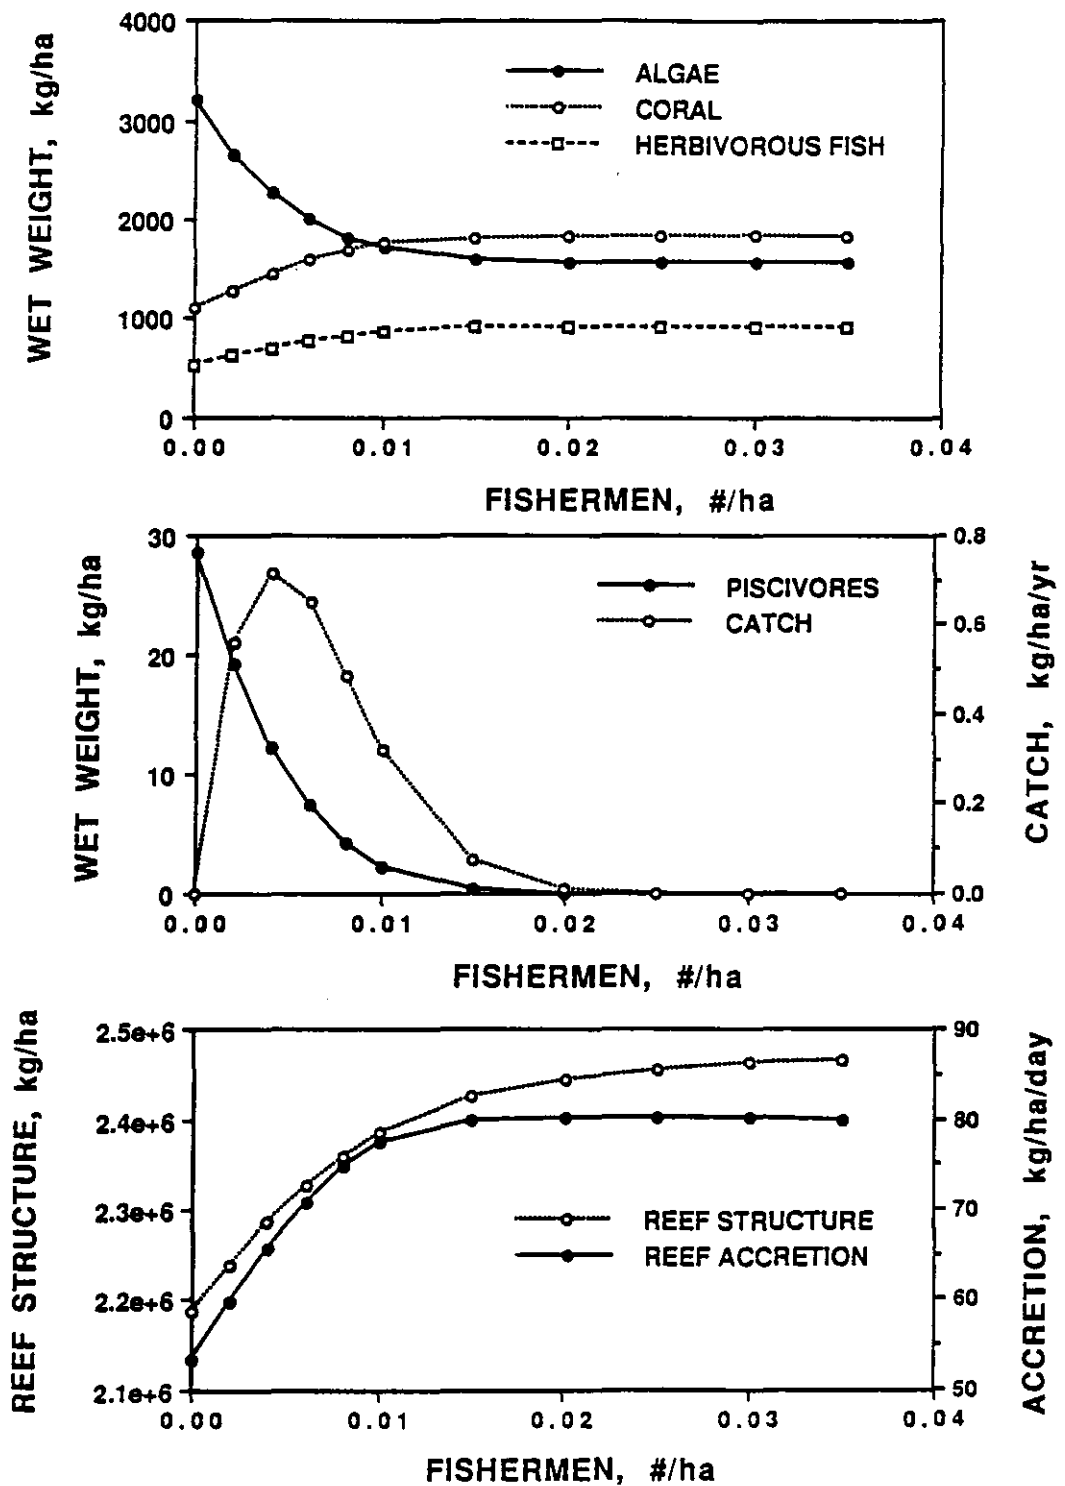 WET WEIGHT, kg/ha
4000
3000
2000
1000
0
ALGAE
CORAL
HERBIVOROUS FISH
0.00 0.01 0.02 0.03 0.04
FISHERMEN, #/ha
WET WEIGHT, kg/ha
30
20
10
0
PISCIVORES
CATCH
0.8
0.6
0.4
0.2
0.0
CATCH, kg/ha/yr
0.00 0.01 0.02 0.03 0.04
FISHERMEN, #/ha
REEF STRUCTURE, kg/ha
2.5e+6
2.4e+6
2.3e+6
2.2e+6
2.1e+6
REEF STRUCTURE
REEF ACCRETION
90
80
70
60
50
ACCRETION, kg/ha/day
0.00 0.01 0.02 0.03 0.04
FISHERMEN, #/ha